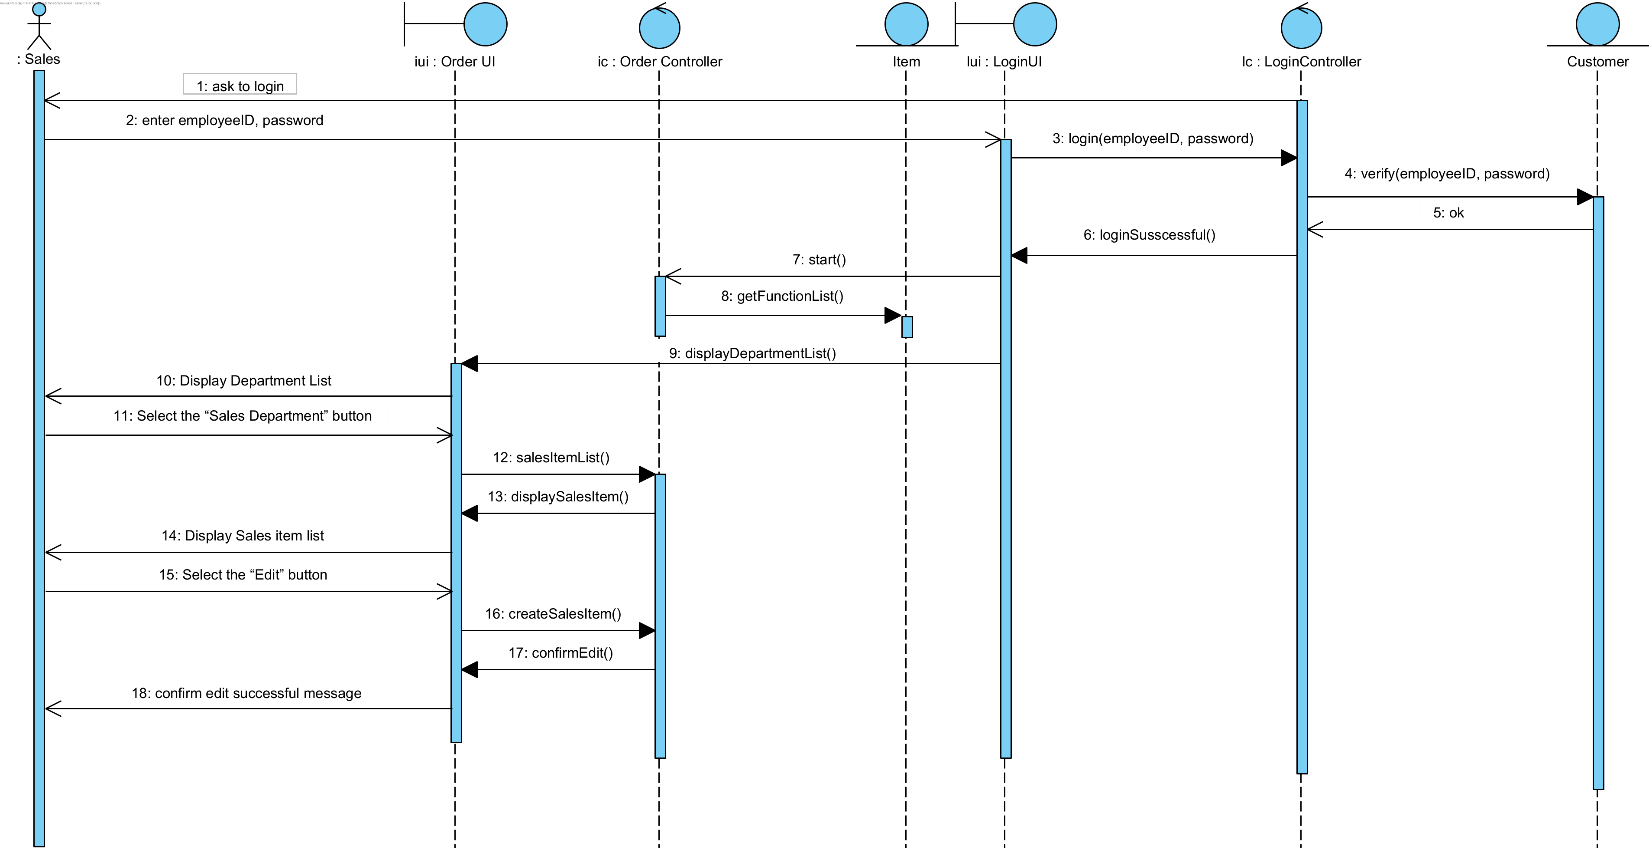 : Sales
iui : Order UI
ic : Order Controller
Item
lui : LoginUI
lc : LoginController
Customer
1: ask to login
2: enter employeeID, password
3: login(employeeID, password)
4: verify(employeeID, password)
5: ok
6: loginSusscessful()
7: start()
8: getFunctionList()
9: displayDepartmentList()
10: Display Department List
11: Select the “Sales Department” button
12: salesItemList()
13: displaySalesItem()
14: Display Sales item list
15: Select the “Edit” button
16: createSalesItem()
17: confirmEdit()
18: confirm edit successful message